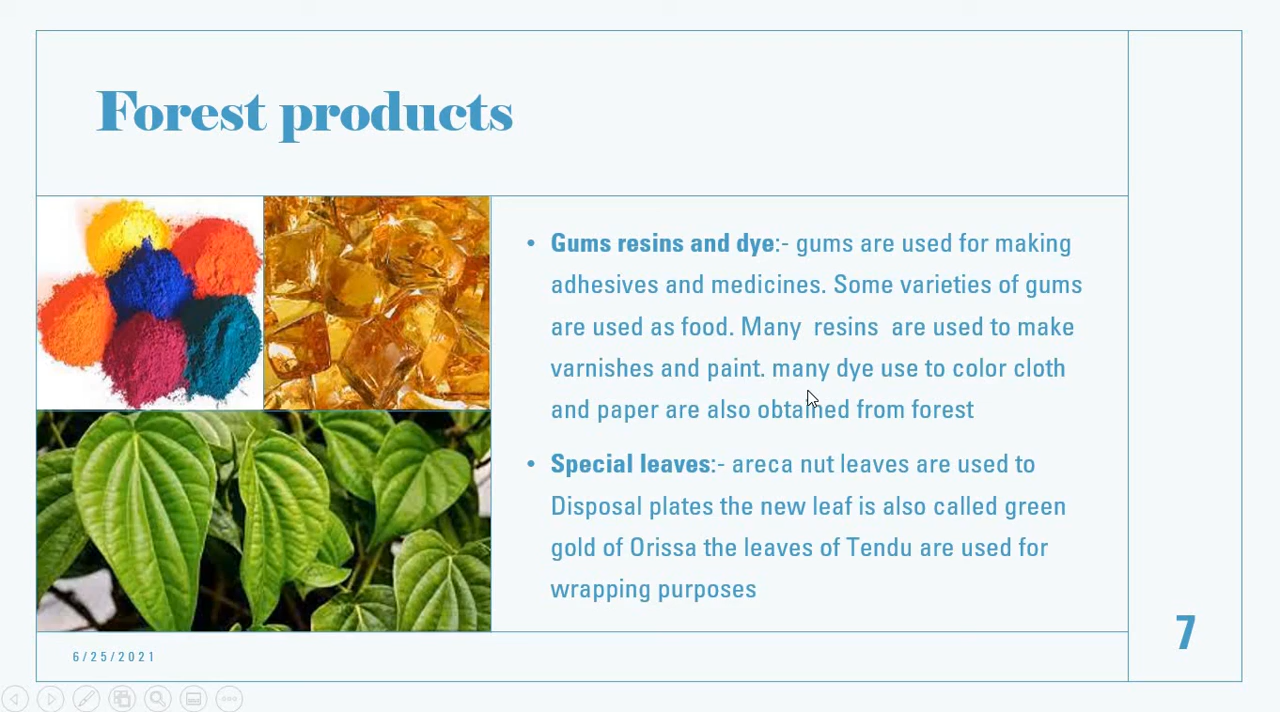 Forest products
• Gums resins and dye:- gums are used for making
adhesives and medicines. Some varieties of gums
are used as food. Many  resins  are used to make
varnishes and paint. many dye use to color cloth
and paper are also obtained from forest
• Special leaves:- areca nut leaves are used to
Disposal plates the new leaf is also called green
gold of Orissa the leaves of Tendu are used for
wrapping purposes
6/25/2021
7